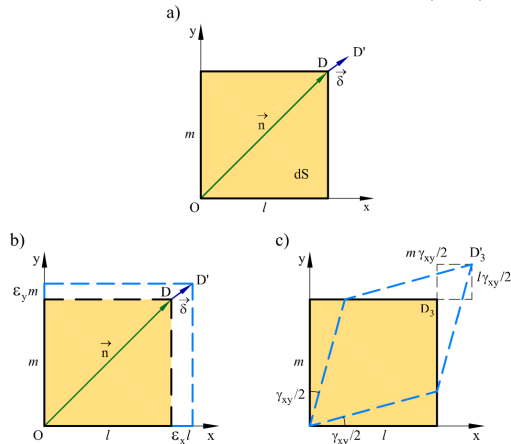 a)
y
D
D'
δ
n
m
dS
O
l
x
b)
y
D
D'
εym
δ
n
m
O
l
εxl
x
c)
y
mγxy/2
D'3
lγxy/2
D3
m
γxy/2
γxy/2
l
x